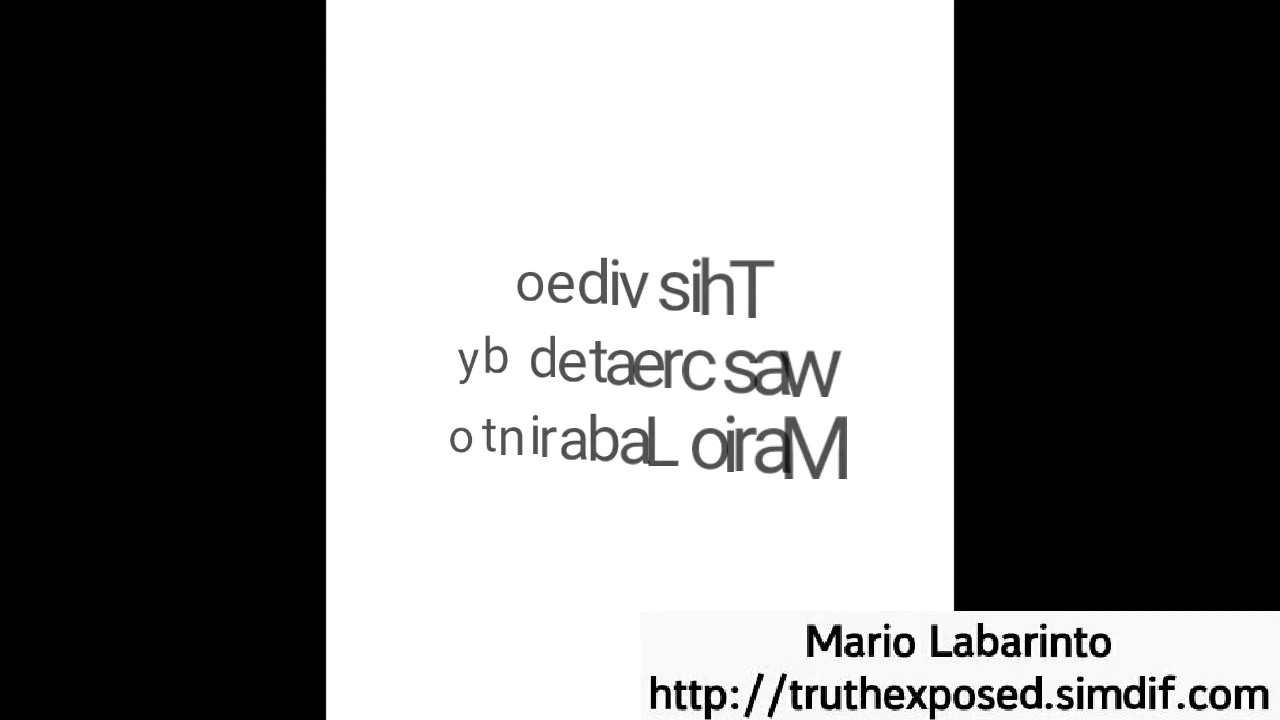 oediv sihT
yb detaerc saw
otnirabaL oiraM
Mario Labarinto
http://truthexposed.simdif.com